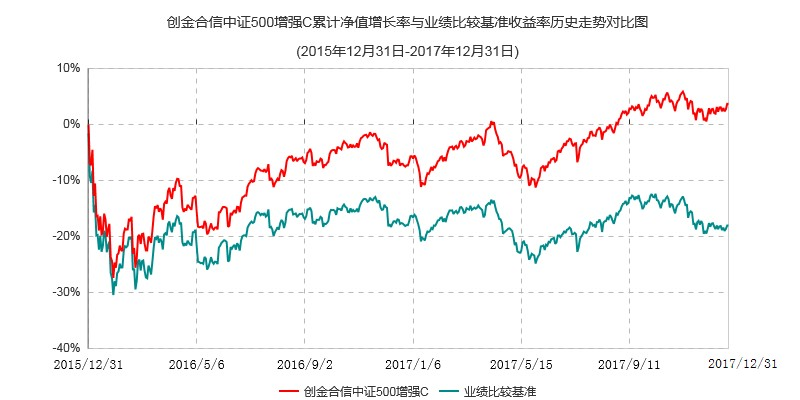 创金合信中证500增强C累计净值增长率与业绩比较基准收益率历史走势对比图
(2015年12月31日-2017年12月31日)
10%
0%
-10%
-20%
-30%
-40%
2015/12/31 2016/5/6 2016/9/2 2017/1/6 2017/5/15 2017/9/11 2017/12/31
创金合信中证500增强C 业绩比较基准